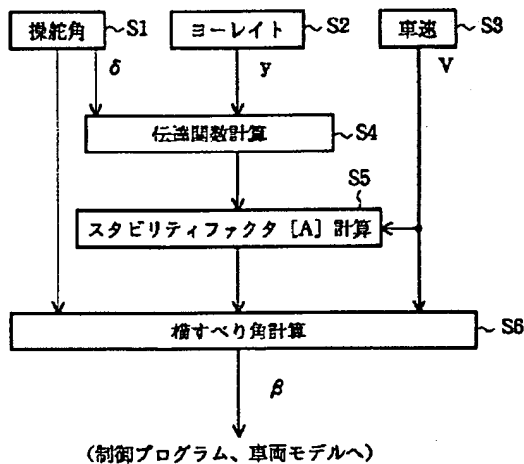 操舵角 S1 ヨーレイト S2 車速 S3
δ y V
伝達関数計算 S4
S5
スタビリティファクタ [A] 計算
横すべり角計算 S6
β
(制御プログラム、車両モデルへ)